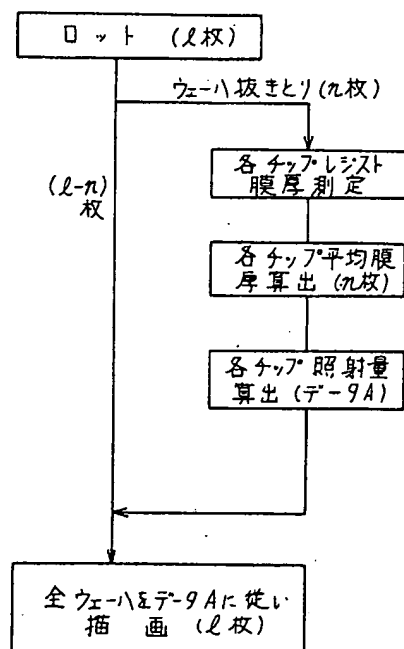 ロット (ℓ枚)
ウェーハ抜きとり(n枚)
(ℓ-n)
枚
各チップレジスト
膜厚測定
各チップ平均膜
厚算出(n枚)
各チップ照射量
算出(データA)
全ウェーハをデータAに従い
描画(ℓ枚)